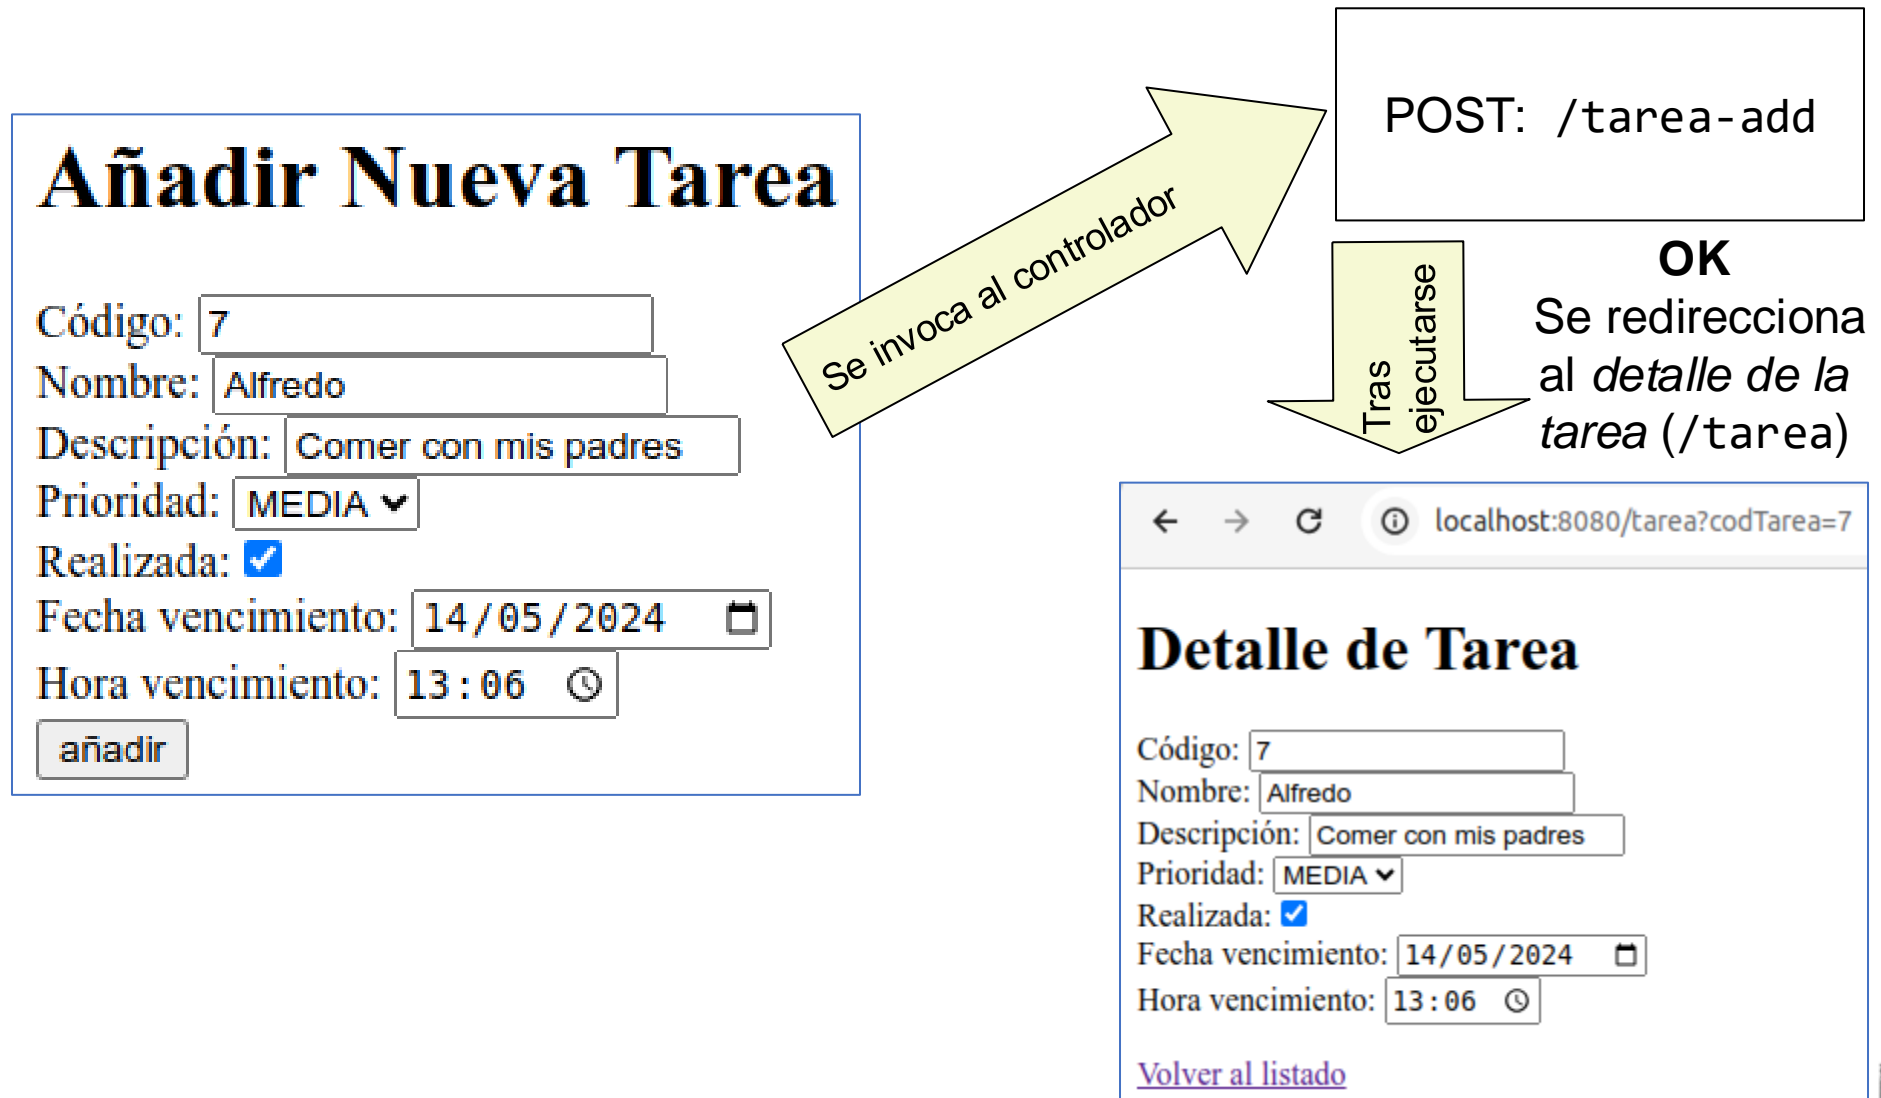 Añadir Nueva Tarea
Código: 7
Nombre: Alfredo
Descripción: Comer con mis padres
Prioridad: MEDIA
Realizada:
Fecha vencimiento: 14/05/2024
Hora vencimiento: 13:06
añadir
Se invoca al controlador
POST: /tarea-add
Tras
ejecutarse
OK
Se redirecciona
al detalle de la
tarea (/tarea)
localhost:8080/tarea?codTarea=7
Detalle de Tarea
Código: 7
Nombre: Alfredo
Descripción: Comer con mis padres
Prioridad: MEDIA
Realizada:
Fecha vencimiento: 14/05/2024
Hora vencimiento: 13:06
Volver al listado